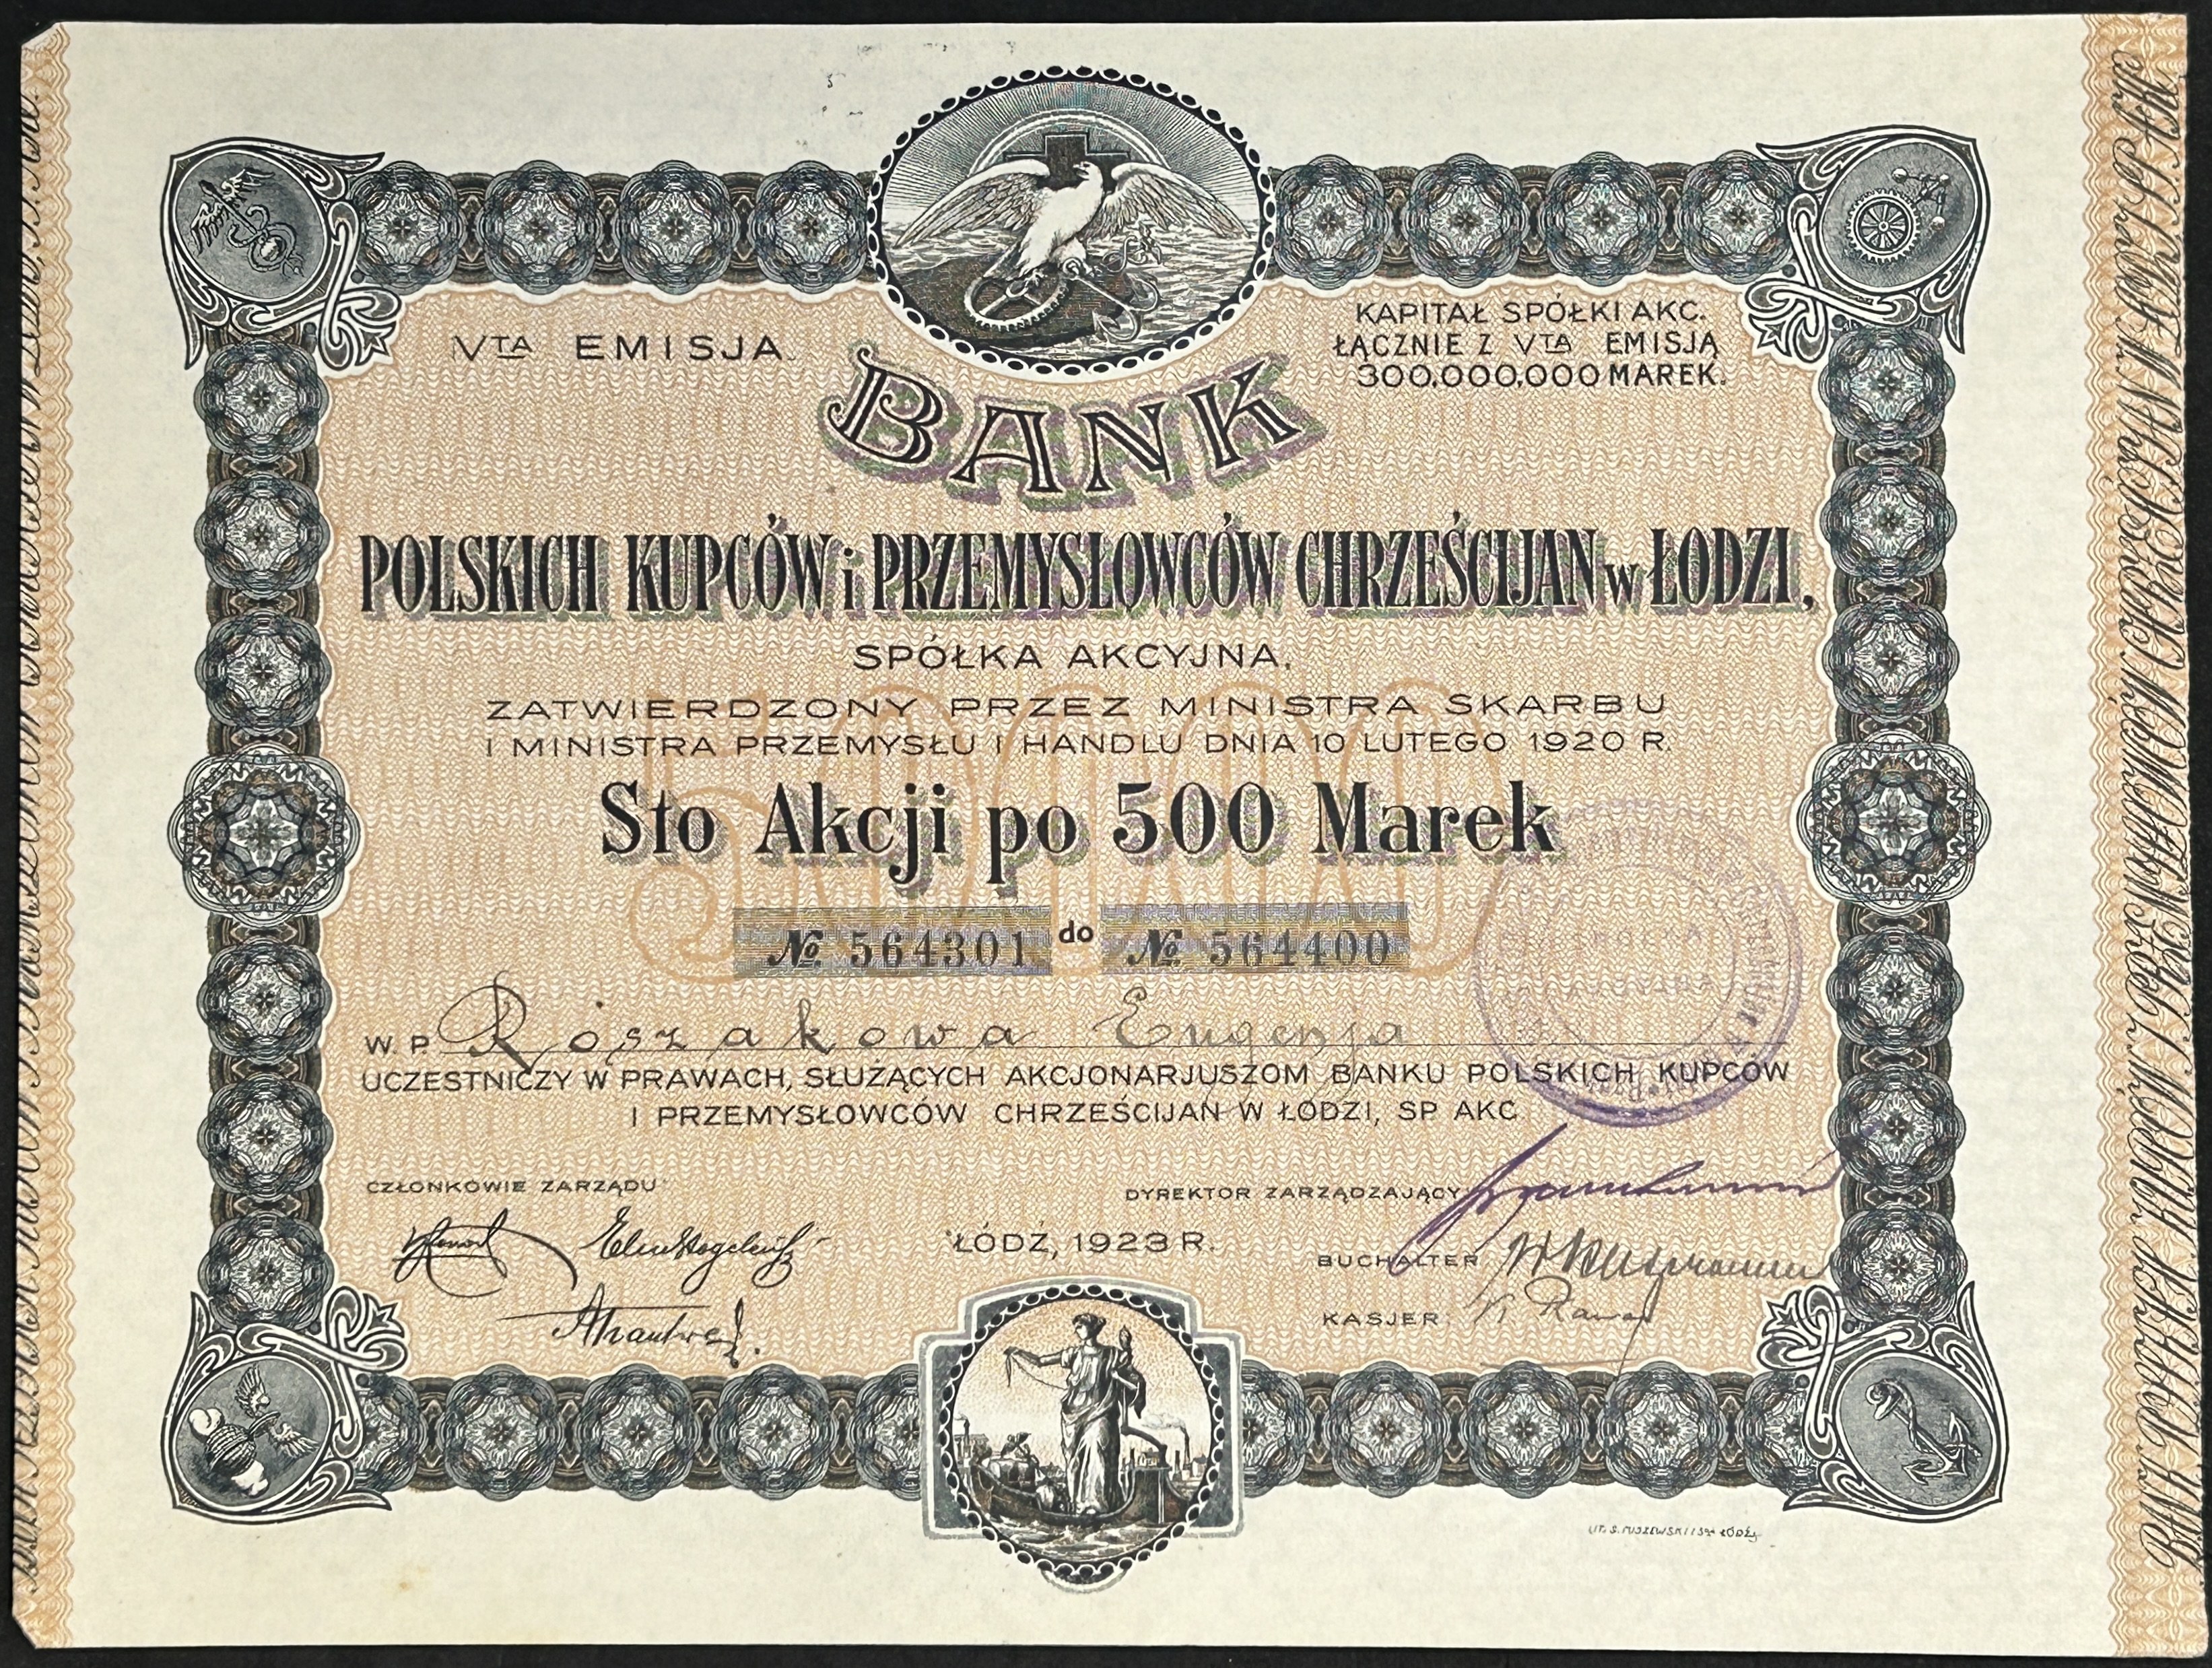 VTA EMISJA.
KAPITAŁ SPÓŁKI AKC.
ŁĄCZNIE Z VTA EMISJĄ
300.000.000 MAREK.
BANK
POLSKICH KUPCÓW i PRZEMYSŁOWCÓW CHRZEŚCIJAN w ŁODZI,
SPÓŁKA AKCYJNA,
ZATWIERDZONY PRZEZ MINISTRA SKARBU
I MINISTRA PRZEMYSŁU I HANDLU DNIA 10 LUTEGO 1920 R.
Sto Akcji po 500 Marek
№ 564301 do № 564400
W. P. Rószakowa Eugenja
UCZESTNICZY W PRAWACH, SŁUŻĄCYCH AKCJONARJUSZOM BANKU POLSKICH KUPCÓW
I PRZEMYSŁOWCÓW CHRZEŚCIJAN W ŁODZI, SP AKC
CZŁONKOWIE ZARZĄDU:
DYREKTOR ZARZĄDZAJĄCY
ŁÓDŹ, 1923 R.
BUCHALTER
KASJER: